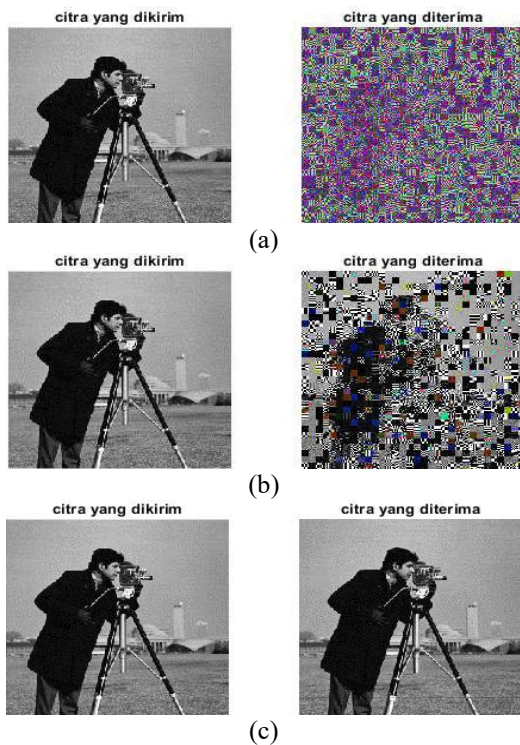 citra yang dikirim citra yang diterima
(a)
citra yang dikirim citra yang diterima
(b)
citra yang dikirim citra yang diterima
(c)